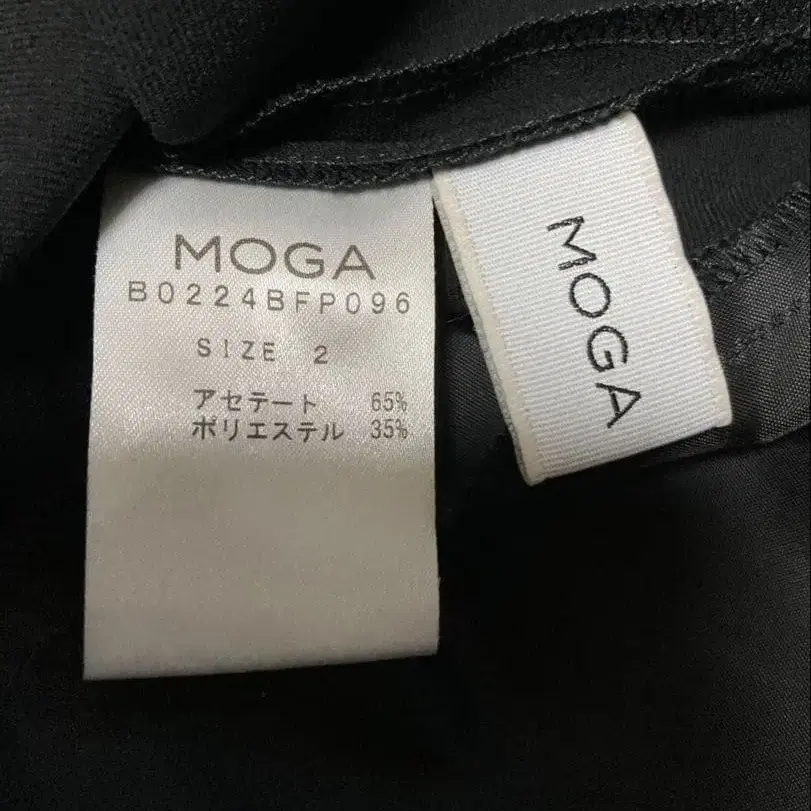 MOGA
B0224BFP096
SIZE 2
アセテート 65%
ポリエステル 35%
MOGA